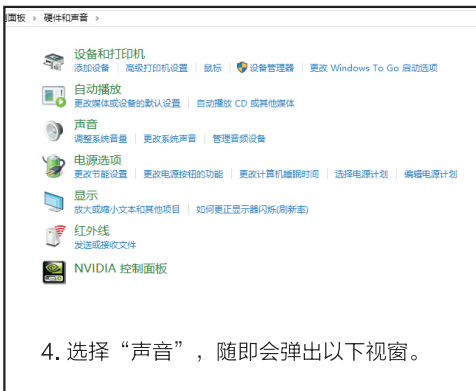 面板 › 硬件和声音 ›
设备和打印机
添加设备 高级打印机设置 鼠标 设备管理器 更改 Windows To Go 启动选项
自动播放
更改媒体或设备的默认设置 自动播放 CD 或其他媒体
声音
调整系统音量 更改系统声音 管理音频设备
电源选项
更改节能设置 更改电源按钮的功能 更改计算机睡眠时间 选择电源计划 编辑电源计划
显示
放大或缩小文本和其他项目 如何更正显示器闪烁(刷新率)
红外线
发送或接收文件
NVIDIA 控制面板
4. 选择“声音”，随即会弹出以下视窗。